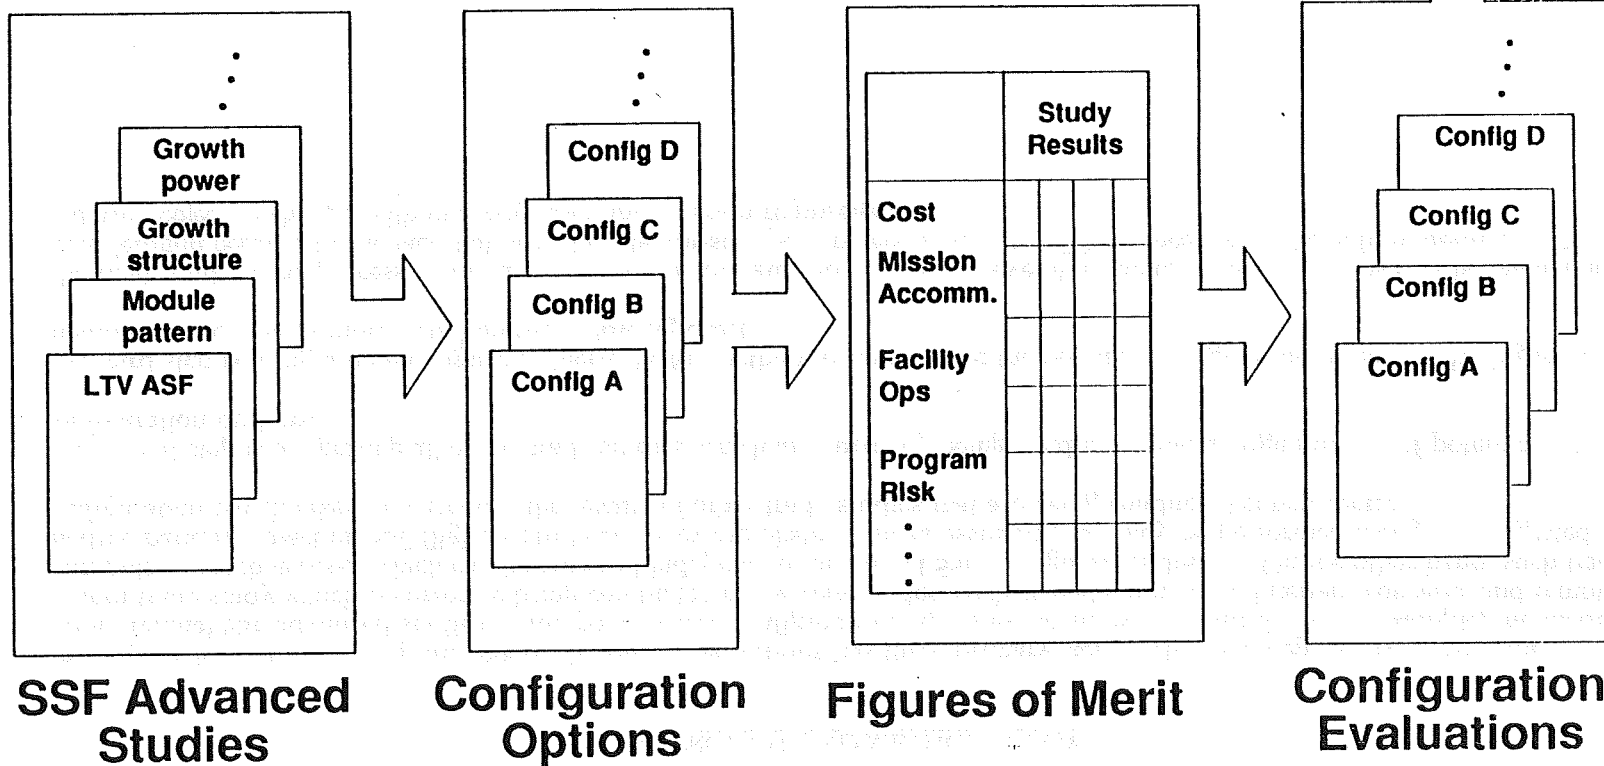 Growth
power
Growth
structure
Module
pattern
LTV ASF
SSF Advanced
Studies
Config D
Config C
Config B
Config A
Configuration
Options
Study
Results
Cost
Mission
Accomm.
Facility
Ops
Program
Risk
Figures of Merit
Config D
Config C
Config B
Config A
Configuration
Evaluations